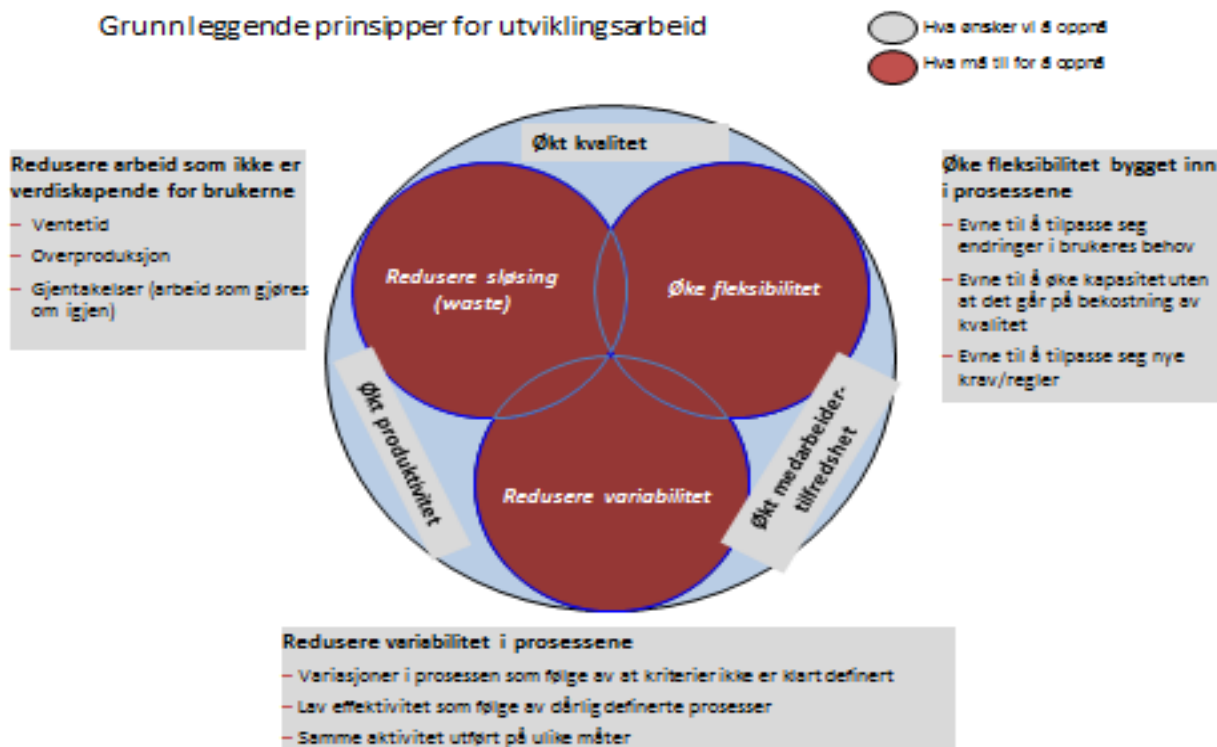 Grunnleggende prinsipper for utviklingsarbeid
Hva ønsker vi å oppnå
Hva må til for å oppnå
Økt kvalitet
Redusere arbeid som ikke er
verdiskapende for brukerne
– Ventetid
– Overproduksjon
– Gjentakelser (arbeid som gjøres
om igjen)
Øke fleksibilitet bygget inn
i prosessene
– Evne til å tilpasse seg
endringer i brukeres behov
– Evne til å øke kapasitet uten
at det går på bekostning av
kvalitet
– Evne til å tilpasse seg nye
krav/regler
Redusere sløsing
(waste)
Øke fleksibilitet
Økt produktivitet
Redusere variabilitet
Økt medarbeider-
tilfredshet
Redusere variabilitet i prosessene
– Variasjoner i prosessen som følge av at kriterier ikke er klart definert
– Lav effektivitet som følge av dårlig definerte prosesser
– Samme aktivitet utført på ulike måter